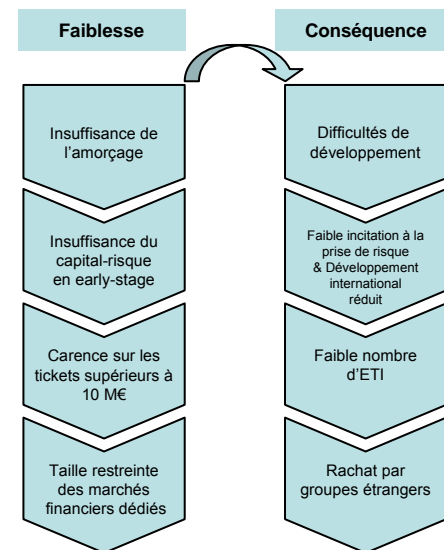 Faiblesse
Conséquence
Insuffisance de
l'amorçage
Difficultés de
développement
Insuffisance du
capital-risque
en early-stage
Faible incitation à la
prise de risque
& Développement
international
réduit
Carence sur les
tickets supérieurs à
10 M€
Faible nombre
d'ETI
Taille restreinte
des marchés
financiers dédiés
Rachat par
groupes étrangers